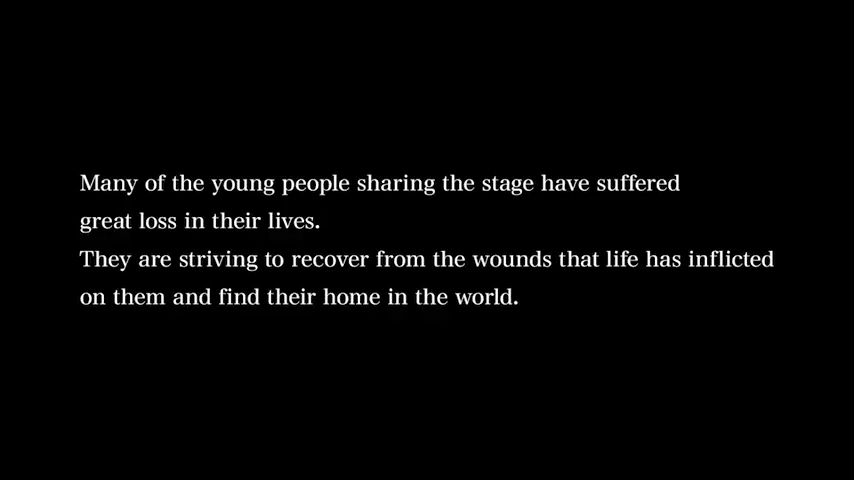 Many of the young people sharing the stage have suffered
great loss in their lives.
They are striving to recover from the wounds that life has inflicted
on them and find their home in the world.